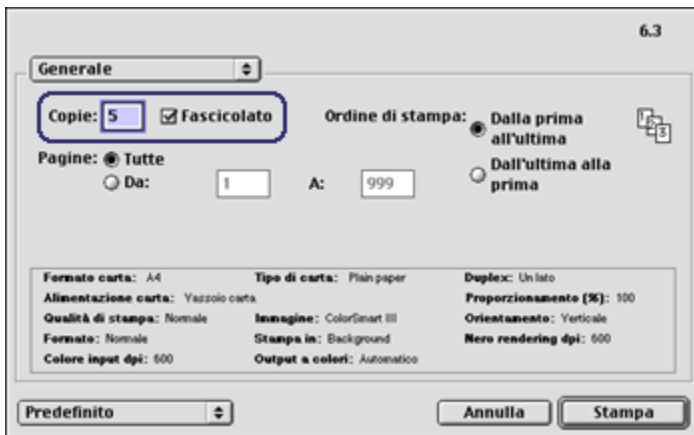 6.3
Generale
Copie: 5 Fascicolato
Ordine di stampa: Dalla prima all'ultima
Dall'ultima alla prima
Pagine: Tutte
Da: 1 A: 999
Formato carta: A4 Tipo di carta: Plain paper Duplex: Un lato
Alimentazione carta: Vassoio carta Proporzionamento (%): 100
Qualità di stampa: Normale Immagine: ColorSmart III Orientamento: Verticale
Formato: Normale Stampa in: Background Nero rendering dpi: 600
Colore input dpi: 600 Output a colori: Automatico
Predefinito Annulla Stampa